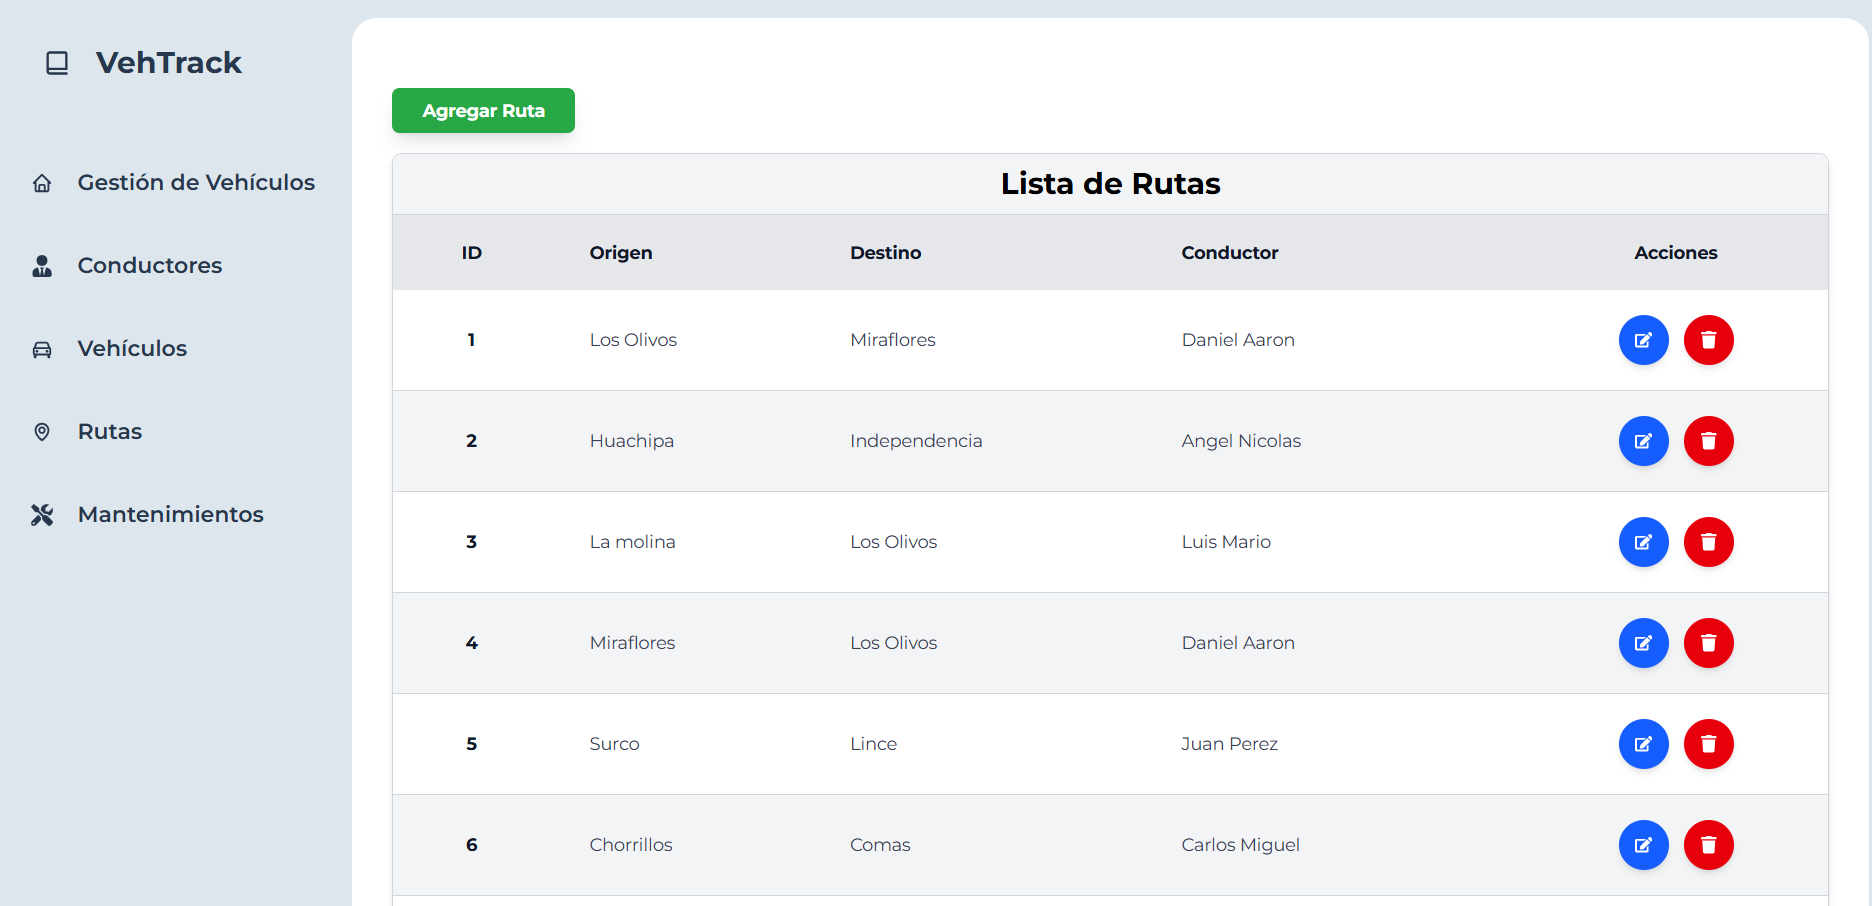 VehTrack
Gestión de Vehículos
Conductores
Vehículos
Rutas
Mantenimientos
Agregar Ruta
Lista de Rutas
ID Origen Destino Conductor Acciones
1 Los Olivos Miraflores Daniel Aaron
2 Huachipa Independencia Angel Nicolas
3 La molina Los Olivos Luis Mario
4 Miraflores Los Olivos Daniel Aaron
5 Surco Lince Juan Perez
6 Chorrillos Comas Carlos Miguel